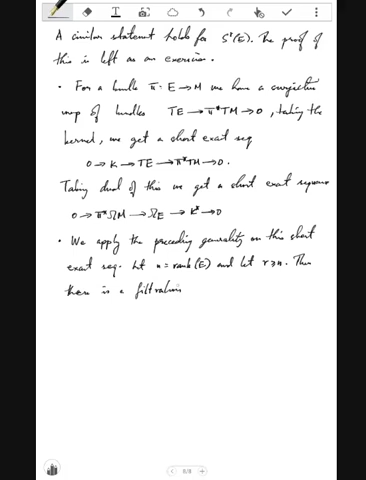 A similar statement holds for S^r(E). The proof of
this is left as an exercise.
• For a bundle π: E → M we have a surjective
map of bundles TE → π*TM → 0, taking the
kernel, we get a short exact seq
0 → K → TE → π*TM → 0.
Taking dual of this we get a short exact sequence
0 → π*ΩM → Ω_E → K* → 0
• We apply the preceding generality on this short
exact seq. Let n = rank(E) and let r ≥ n. Then
there is a filtration
8/8